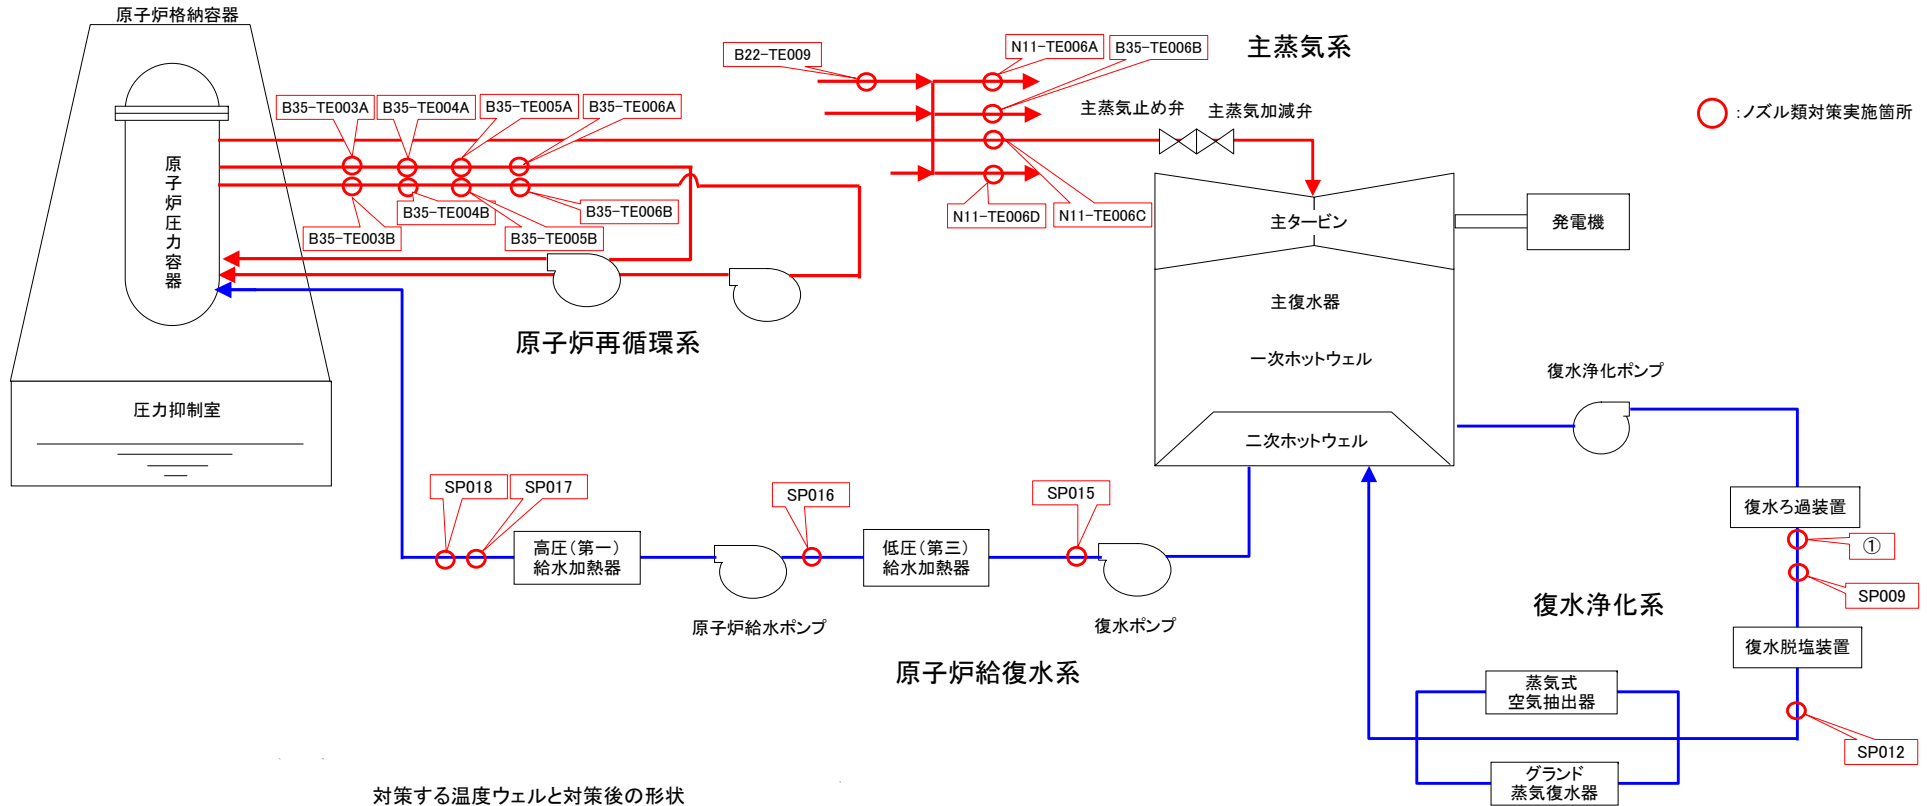 原子炉格納容器
B22-TE009
N11-TE006A
B35-TE006B
主蒸気系
○:ノズル類対策実施箇所
B35-TE003A
B35-TE004A
B35-TE005A
B35-TE006A
主蒸気止め弁
主蒸気加減弁
原子炉圧力容器
B35-TE003B
B35-TE004B
B35-TE005B
B35-TE006B
N11-TE006D
N11-TE006C
主タービン
発電機
主復水器
原子炉再循環系
一次ホットウェル
復水浄化ポンプ
圧力抑制室
二次ホットウェル
SP018
SP017
SP016
SP015
復水ろ過装置
高圧(第一)
給水加熱器
低圧(第三)
給水加熱器
①
SP009
復水浄化系
原子炉給水ポンプ
復水ポンプ
復水脱塩装置
原子炉給復水系
蒸気式
空気抽出器
SP012
グランド
蒸気復水器
対策する温度ウェルと対策後の形状